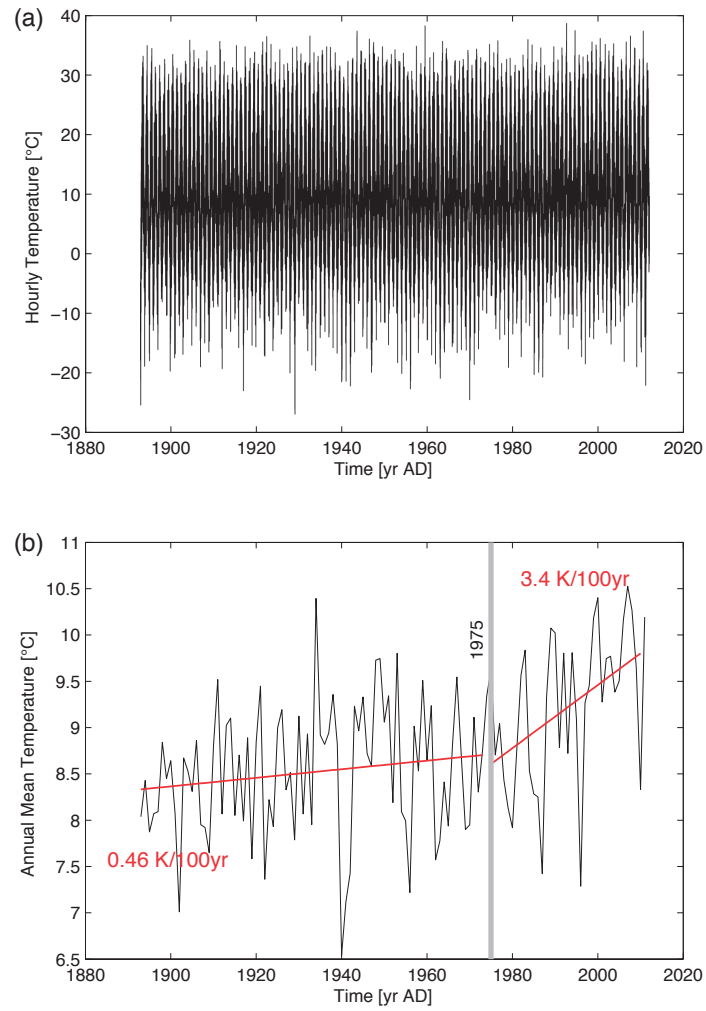 (a)
40
30
20
10
0
−10
−20
−30
Hourly Temperature [°C]
1880 1900 1920 1940 1960 1980 2000 2020
Time [yr AD]
(b)
11
10.5
10
9.5
9
8.5
8
7.5
7
6.5
Annual Mean Temperature [°C]
3.4 K/100yr
1975
0.46 K/100yr
1880 1900 1920 1940 1960 1980 2000 2020
Time [yr AD]